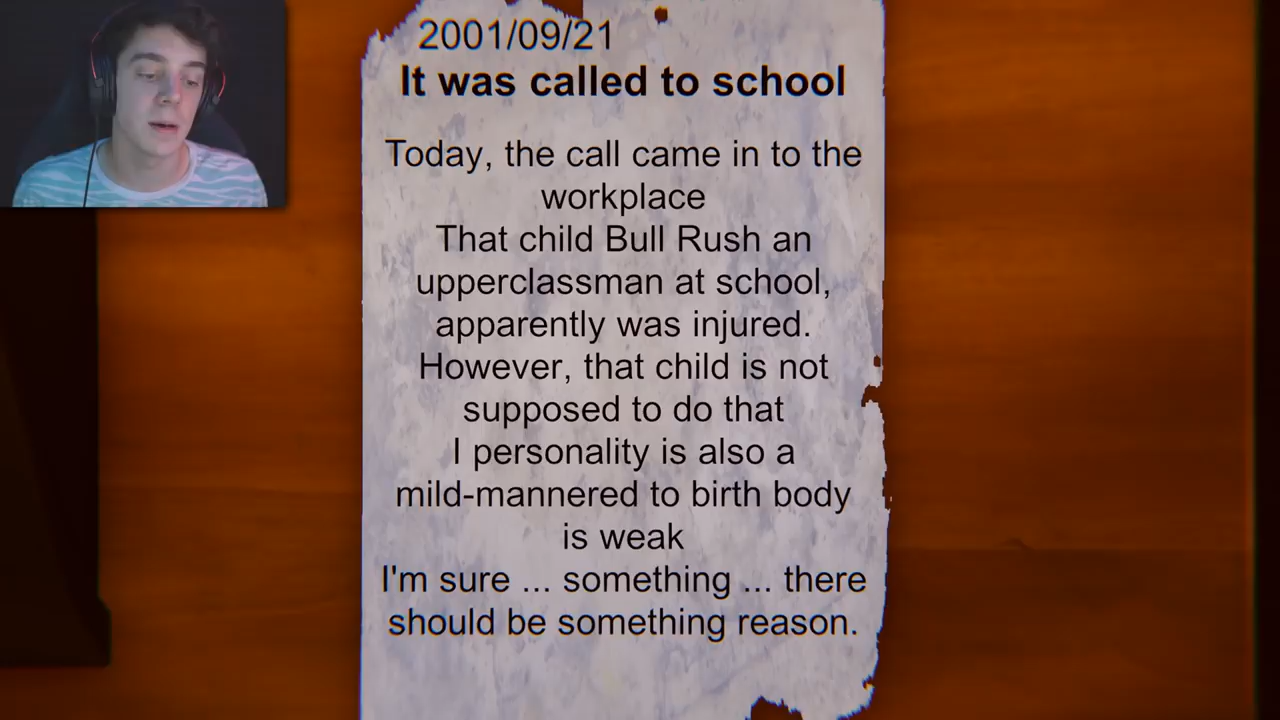 2001/09/21
It was called to school
Today, the call came in to the
workplace
That child Bull Rush an
upperclassman at school,
apparently was injured.
However, that child is not
supposed to do that
I personality is also a
mild-mannered to birth body
is weak
I'm sure ... something ... there
should be something reason.